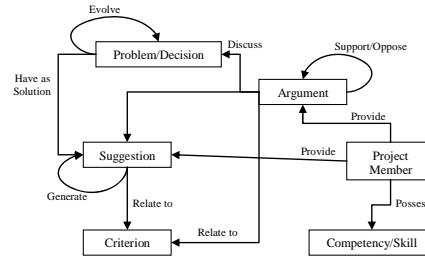 Evolve
Problem/Decision
Discuss
Support/Oppose
Have as
Solution
Argument
Provide
Suggestion
Provide
Project
Member
Generate
Relate to
Posses
Relate to
Criterion
Competency/Skill